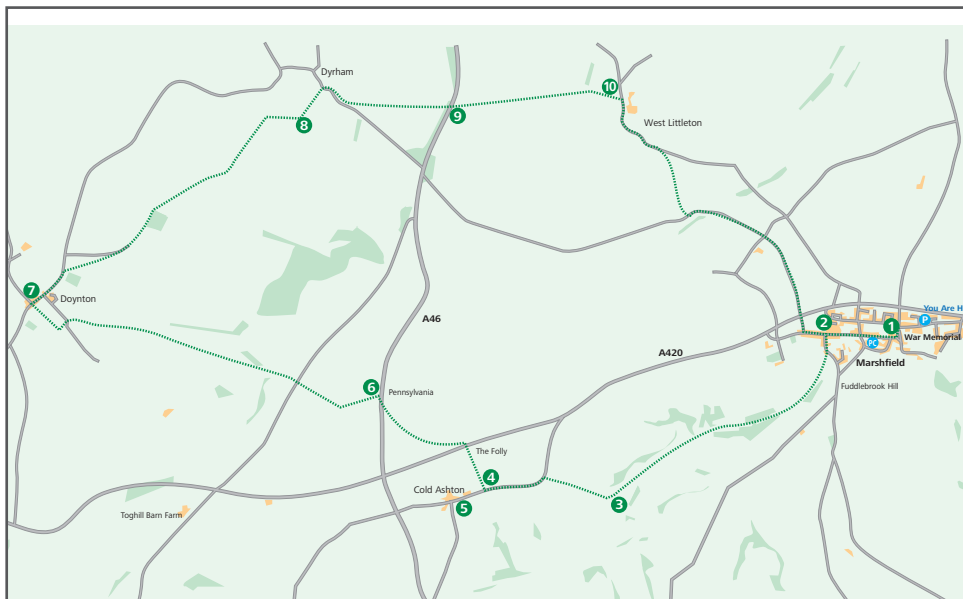 Dyrham
10
8
9
West Littleton
7
Doynton
You Are H
P
A46
2
1
War Memorial
PC
A420
Marshfield
6
Pennsylvania
Fuddlebrook Hill
The Folly
4
Cold Ashton
5
3
Toghill Barn Farm